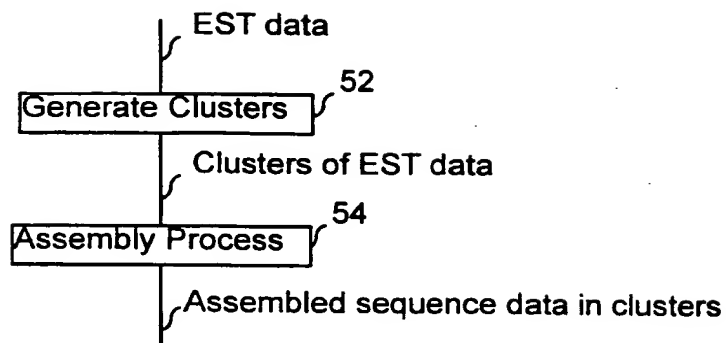 EST data
52
Generate Clusters
Clusters of EST data
54
Assembly Process
Assembled sequence data in clusters